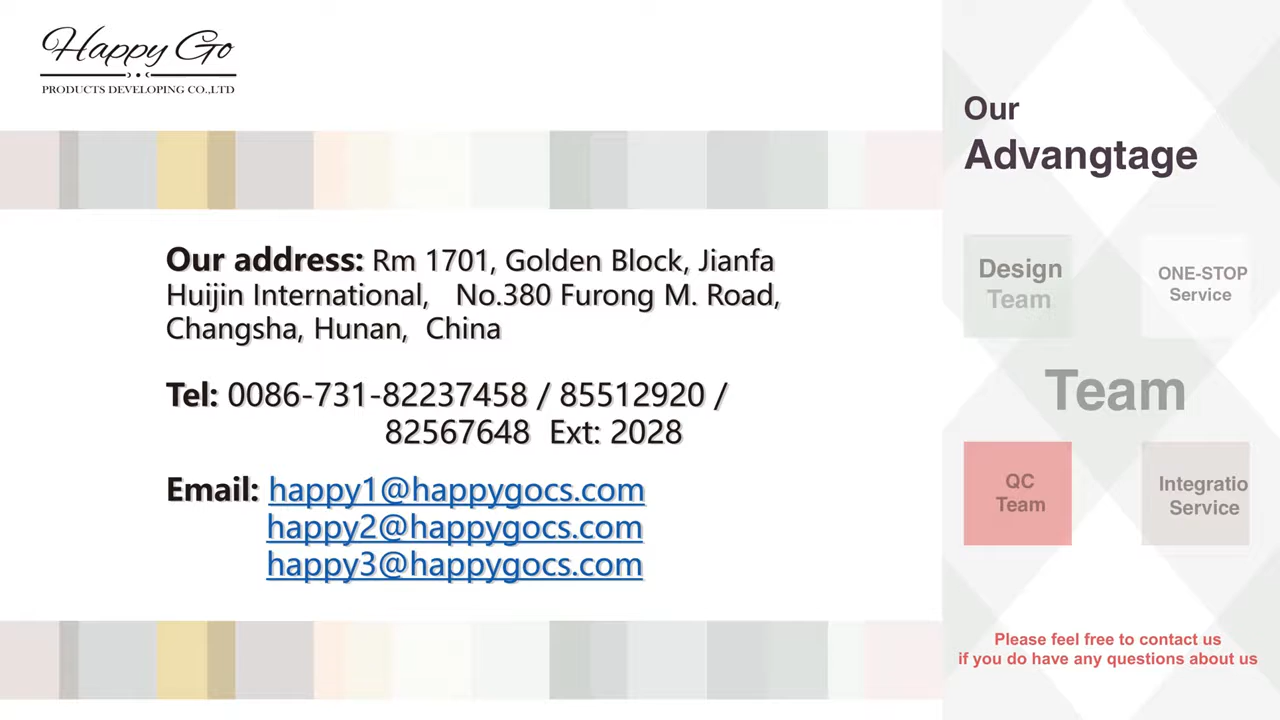 Happy Go
PRODUCTS DEVELOPING CO.,LTD
Our address: Rm 1701, Golden Block, Jianfa
Huijin International, No.380 Furong M. Road,
Changsha, Hunan, China
Tel: 0086-731-82237458 / 85512920 /
82567648 Ext: 2028
Email: happy1@happygocs.com
happy2@happygocs.com
happy3@happygocs.com
Our
Advangtage
Design
Team
ONE-STOP
Service
Team
QC
Team
Integratio
Service
Please feel free to contact us
if you do have any questions about us